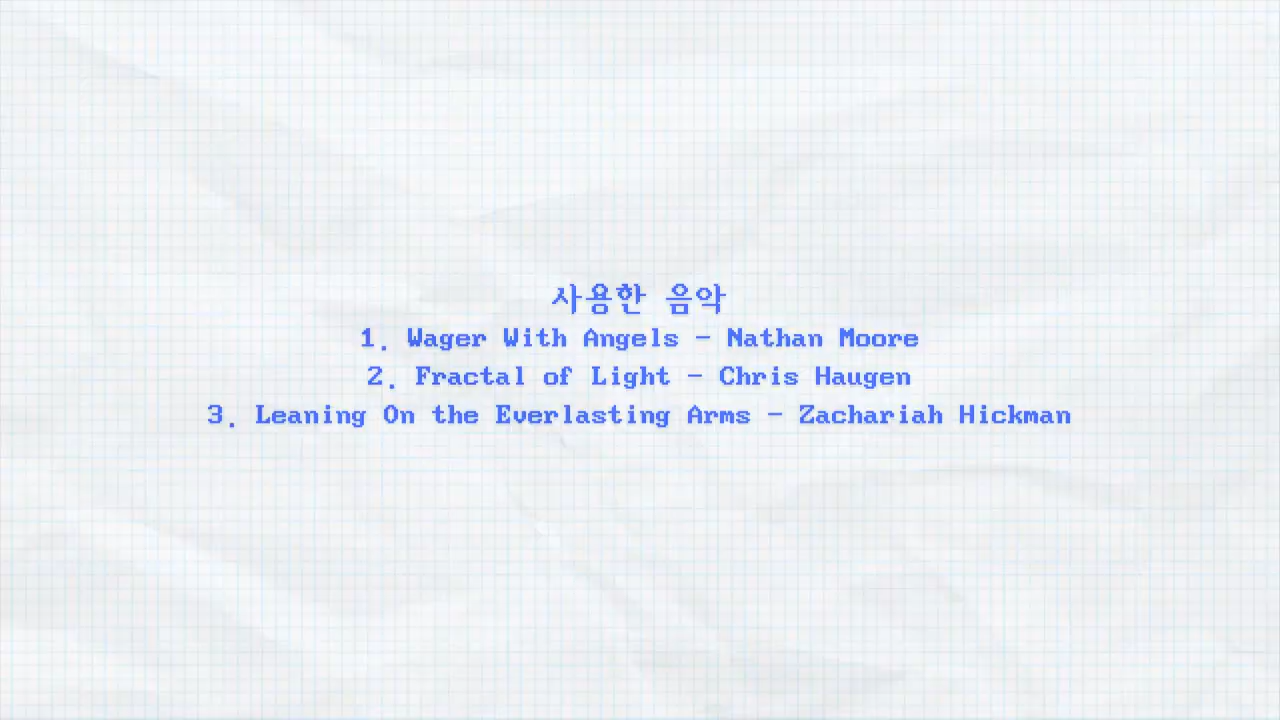 사용한 음악
1. Wager With Angels - Nathan Moore
2. Fractal of Light - Chris Haugen
3. Leaning On the Everlasting Arms - Zachariah Hickman